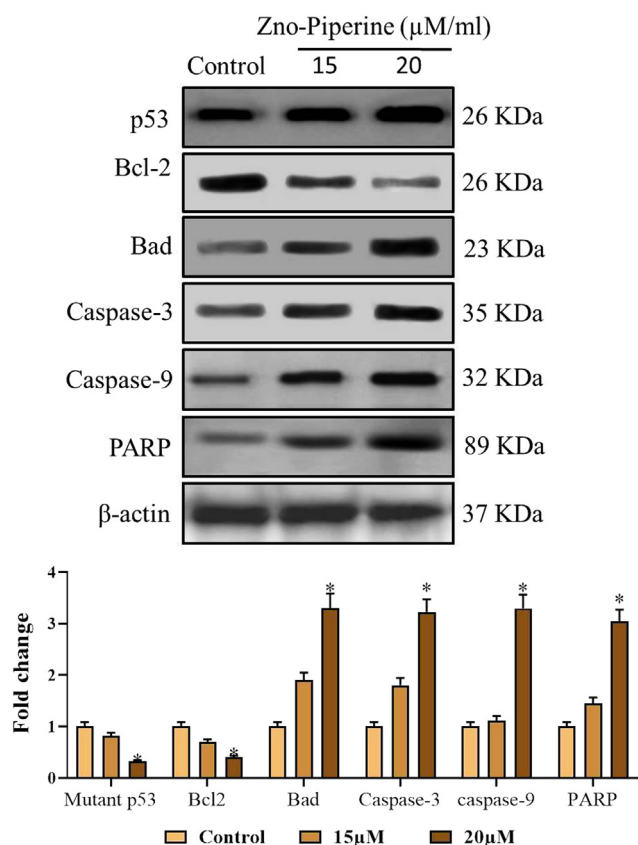 Zno-Piperine (µM/ml)
Control 15 20
p53 26 KDa
Bcl-2 26 KDa
Bad 23 KDa
Caspase-3 35 KDa
Caspase-9 32 KDa
PARP 89 KDa
β-actin 37 KDa
Fold change
4
3
2
1
0
* * * * * *
Mutant p53 Bcl2 Bad Caspase-3 caspase-9 PARP
Control 15µM 20µM